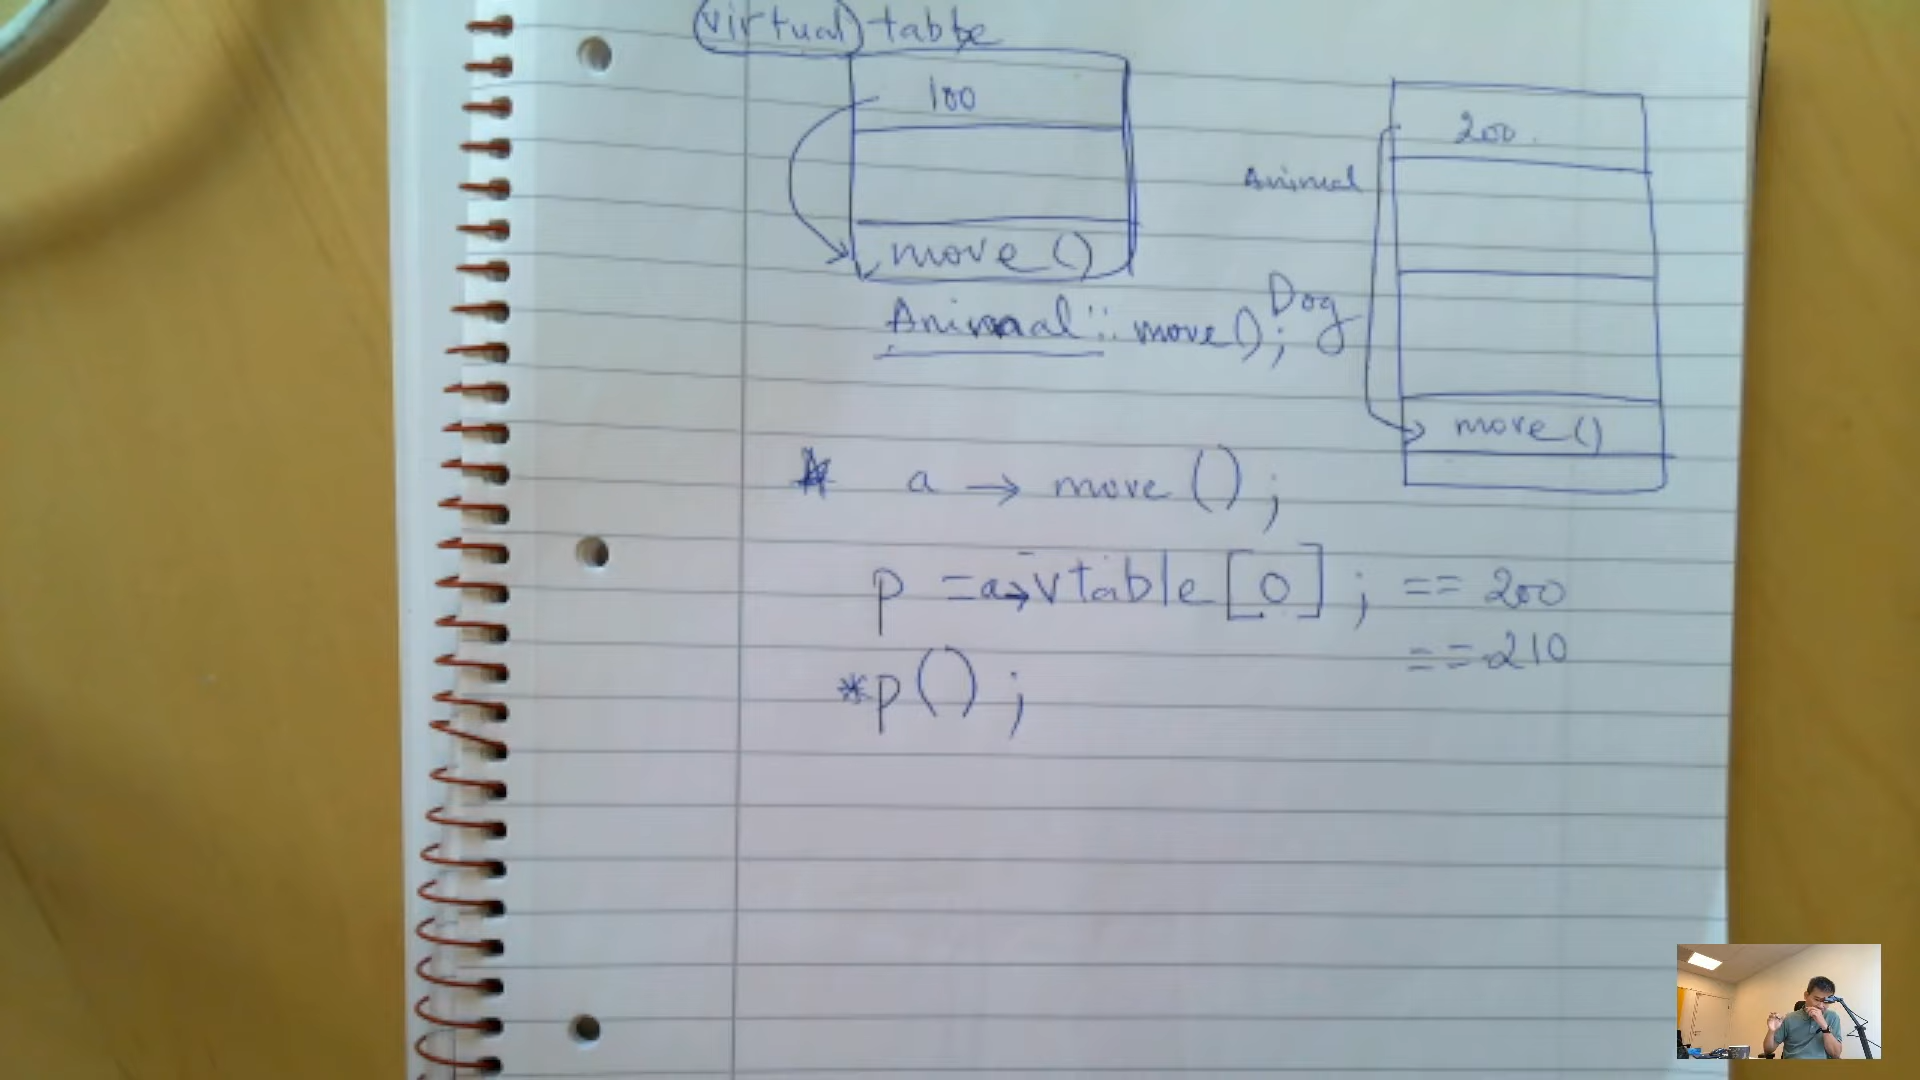 virtual table
100
move ()
Animal :: move();
200
Animal
Dog
move ()
* a → move ();
p = a→vtable[0]; == 200
== 210
*p();